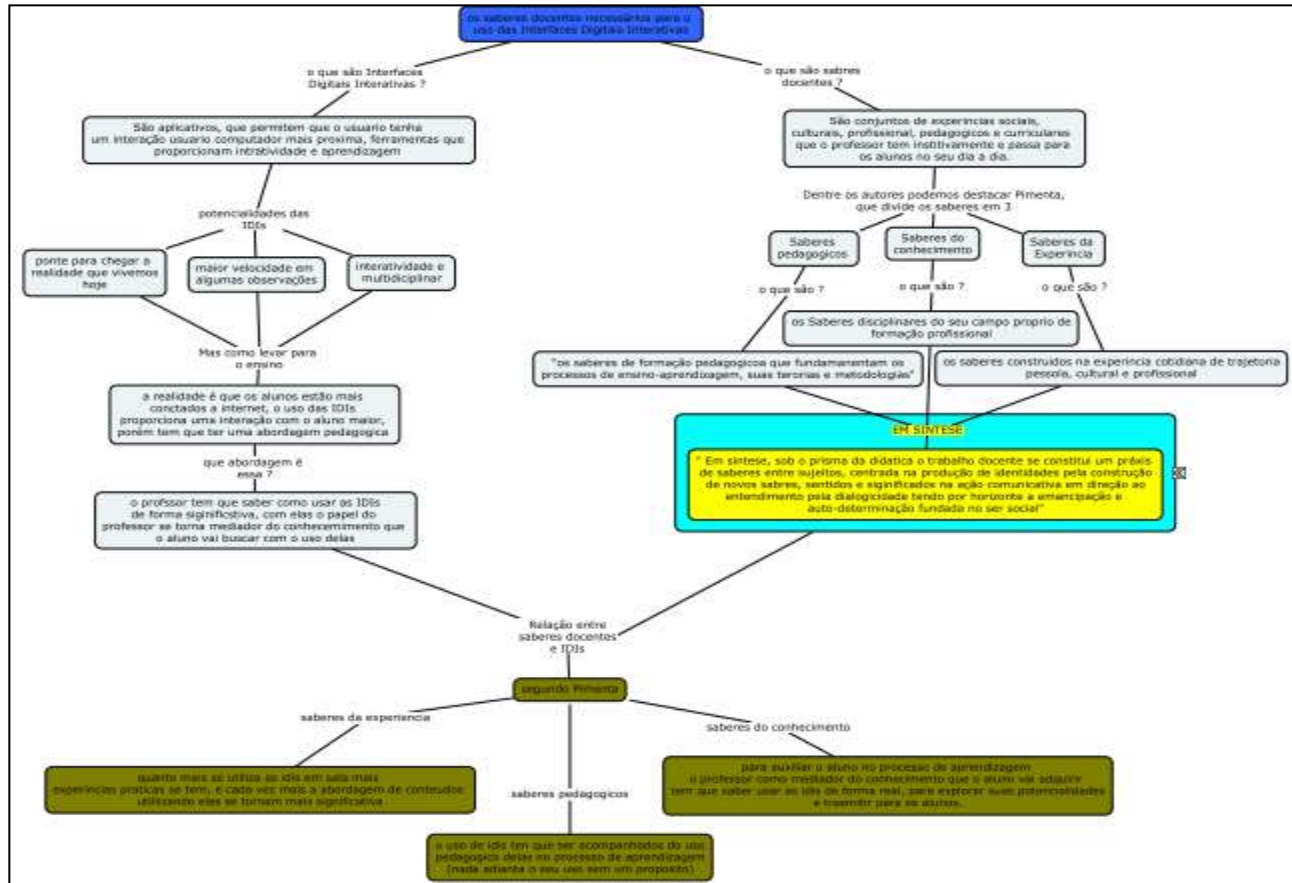 os saberes docentes necessários para o
uso das Interfaces Digitais Interativas
o que são Interfaces
Digitais Interativas ?
São aplicativos, que permitem que o usuario tenha
um interação usuario computador mais proxima, ferramentas que
proporcionam intratividade e aprendizagem
potencialidades das
IDIs
ponte para chegar a
realidade que vivemos
hoje
maior velocidade em
algumas observações
interatividade e
multidiciplinar
Mas como levar para
o ensino
a realidade é que os alunos estão mais
conctados a internet, o uso das IDIs
proporciona uma interação com o aluno maior,
porém tem que ter uma abordagem pedagogica
que abordagem é
essa ?
o profssor tem que saber como usar as IDIs
de forma siginificstiva, com elas o papel do
professor se torna mediador do conhecemimento que
o aluno vai buscar com o uso delas
o que são sabres
docentes ?
São conjuntos de experincias sociais,
culturais, profissional, pedagogicos e curriculares
que o professor tem institivamente e passa para
os alunos no seu dia a dia.
Dentre os autores podemos destacar Pimenta,
que divide os saberes em 3
Saberes
pedagogicos
Saberes do
conhecimento
Saberes da
Experincia
o que são ?
o que são ?
o que são ?
os Saberes disciplinares do seu campo proprio de
formação profissional
"os saberes de formação pedagogicoa que fundamanentam os
processos de ensino-aprendizagem, suas terorias e metodologias"
os saberes construidos na experincia cotidiana de trajetoria
pessola, cultural e profissional
EM SINTESE
" Em sintese, sob o prisma da didatica o trabalho docente se constitui um práxis
de saberes entre sujeitos, centrada na produção de identidades pela construção
de novos sabres, sentidos e siginificados na ação comunicativa em direção ao
entendimento pela dialogicidade tendo por horizonte a emancipação e
auto-determinação fundada no ser social"
Relação entre
saberes docentes
e IDIs
segundo Pimenta
saberes da experiencia
saberes pedagogicos
saberes do conhecimento
quanto mais se utiliza as idis em sala mais
experincias praticas se tem, e cada ves mais a abordagem de conteudos
utilizando eles se tornam mais significativa
o uso de idis ten que ser acompanhados do uso
pedagogico delas no processo de aprendizagem
(nada adianta o seu uso sem um proposito)
para auxiliar o aluno no processo de aprendizagem
o professor como mediador do conhecimento que o aluno vai adquirir
tem que saber usar as idis de forma real, para explorar suas potencialidades
e trasmitir para os alunos.